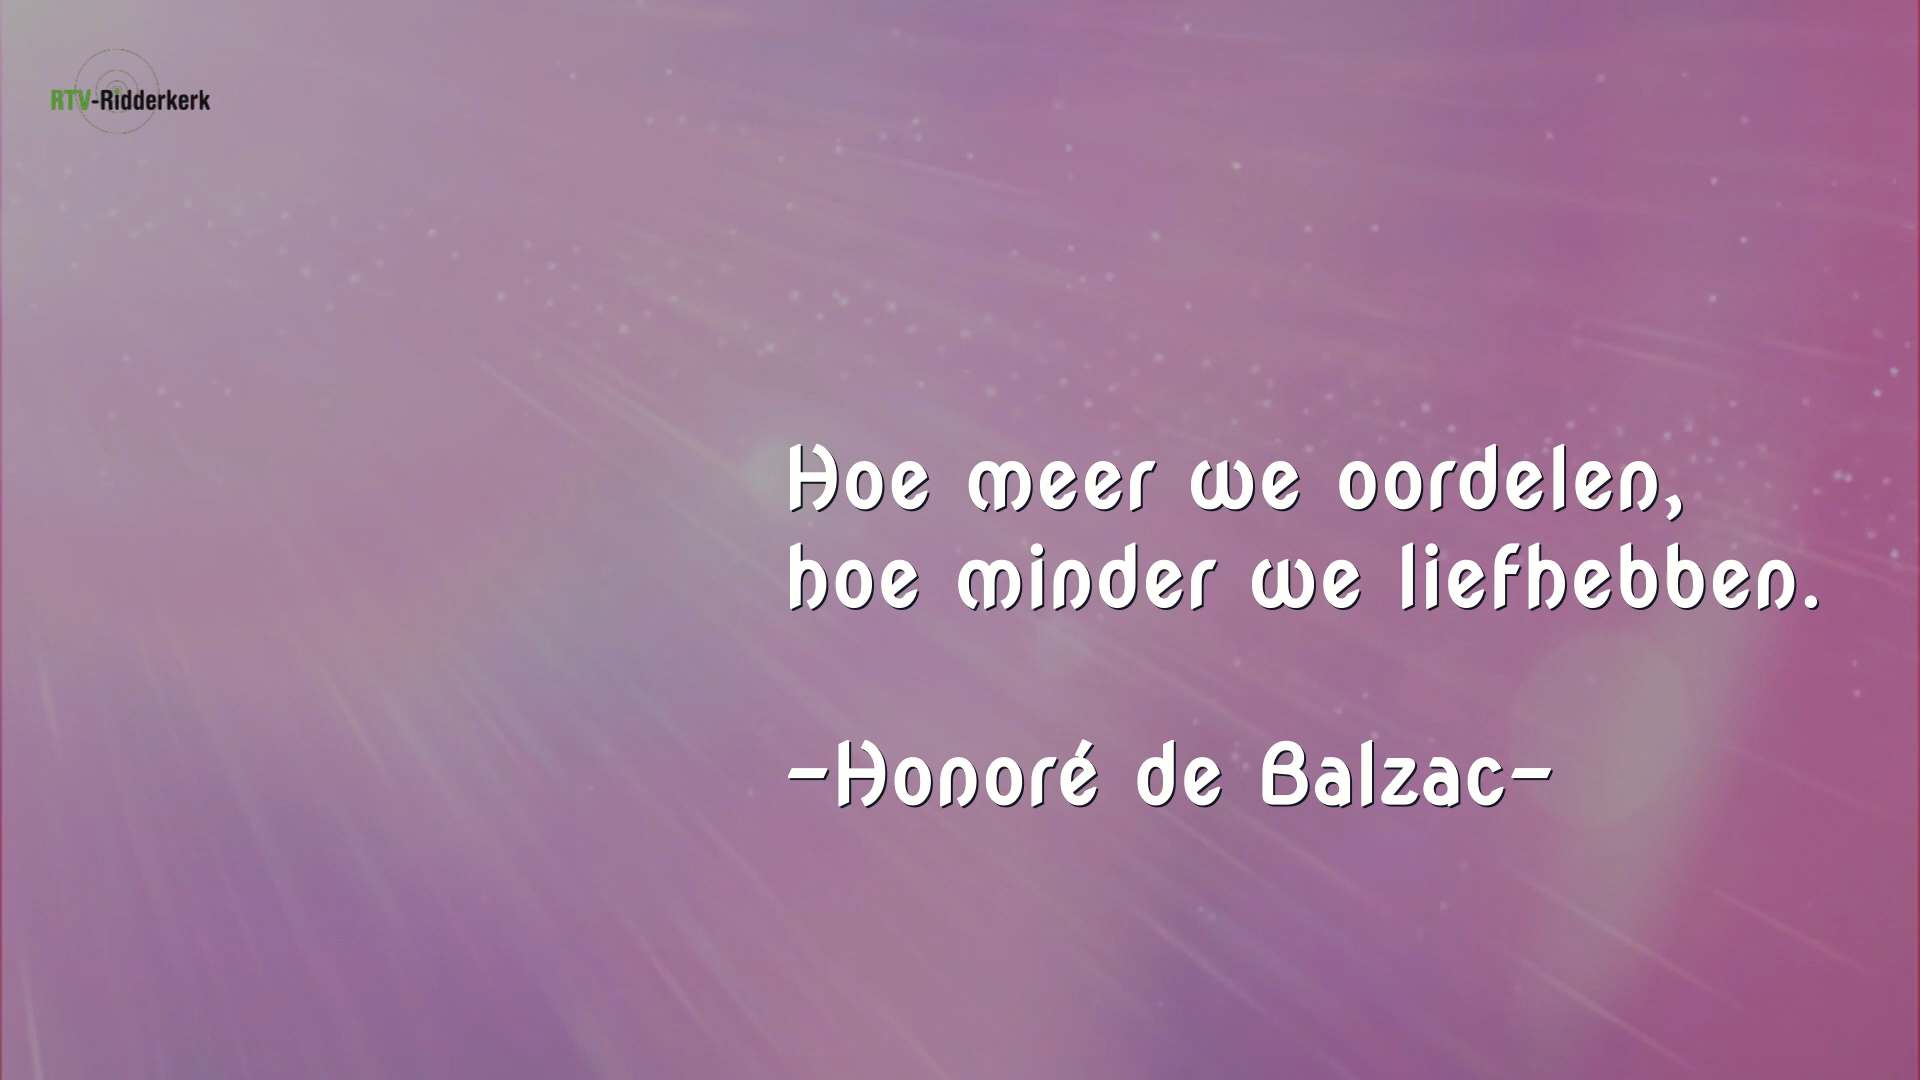 RTV-Ridderkerk
Hoe meer we oordelen,
hoe minder we liefhebben.
-Honoré de Balzac-